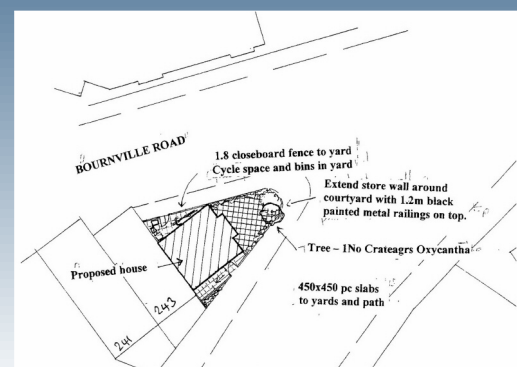 BOURNVILLE ROAD
1.8 closeboard fence to yard
Cycle space and bins in yard
Extend store wall around
courtyard with 1.2m black
painted metal railings on top.
Tree – 1No Crateagrs Oxycantha
Proposed house
450x450 pc slabs
to yards and path
243
241